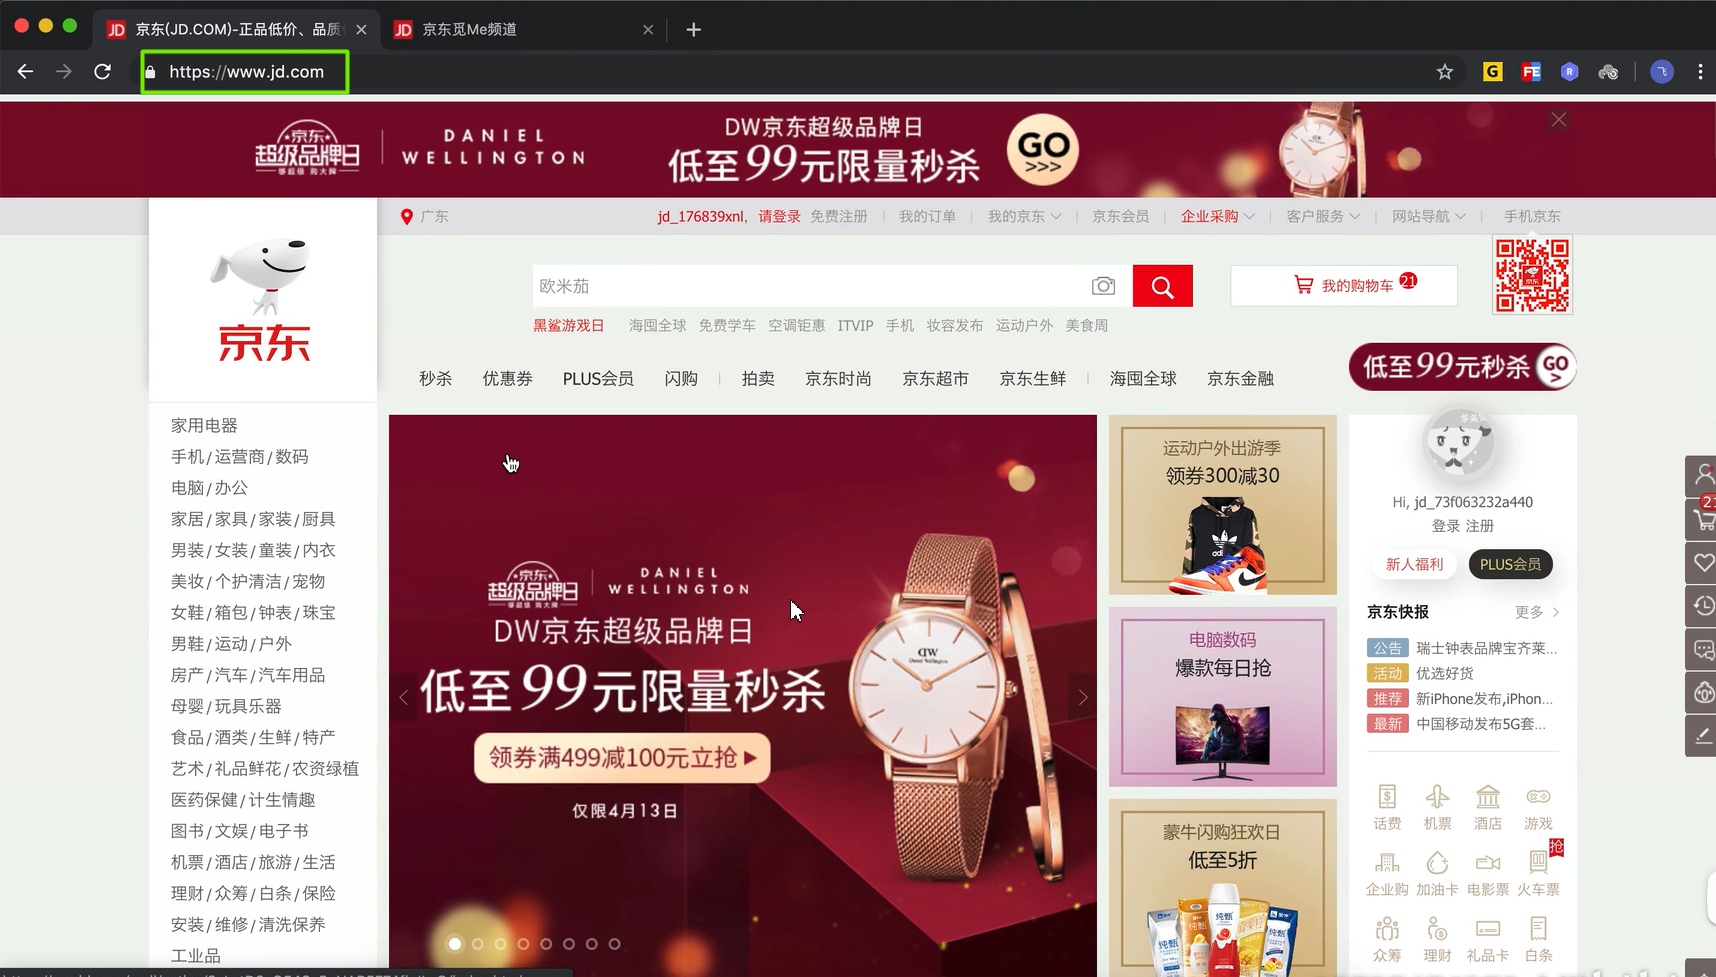 京东(JD.COM)-正品低价、品质
京东觅Me频道
https://www.jd.com
京东
超级品牌日
够超级 购大牌
DANIEL
WELLINGTON
DW京东超级品牌日
低至99元限量秒杀
GO
>>>
广东
jd_176839xnl, 请登录 免费注册 我的订单 我的京东 京东会员 企业采购 客户服务 网站导航 手机京东
京东
欧米茄
我的购物车 21
黑鲨游戏日 海囤全球 免费学车 空调钜惠 ITVIP 手机 妆容发布 运动户外 美食周
秒杀 优惠券 PLUS会员 闪购 拍卖 京东时尚 京东超市 京东生鲜 海囤全球 京东金融
低至99元秒杀 GO >
家用电器
手机/运营商/数码
电脑/办公
家居/家具/家装/厨具
男装/女装/童装/内衣
美妆/个护清洁/宠物
女鞋/箱包/钟表/珠宝
男鞋/运动/户外
房产/汽车/汽车用品
母婴/玩具乐器
食品/酒类/生鲜/特产
艺术/礼品鲜花/农资绿植
医药保健/计生情趣
图书/文娱/电子书
机票/酒店/旅游/生活
理财/众筹/白条/保险
安装/维修/清洗保养
工业品
京东
超级品牌日
够超级 购大牌
DANIEL
WELLINGTON
DW京东超级品牌日
低至99元限量秒杀
领券满499减100元立抢
仅限4月13日
DW
Daniel Wellington
运动户外出游季
领券300减30
adidas
电脑数码
爆款每日抢
蒙牛闪购狂欢日
低至5折
纯甄
Hi, jd_73f063232a440
登录 注册
新人福利 PLUS会员
京东快报 更多
公告 瑞士钟表品牌宝齐莱...
活动 优选好货
推荐 新iPhone发布,iPhon...
最新 中国移动发布5G套...
话费 机票 酒店 游戏
抢
企业购 加油卡 电影票 火车票
众筹 理财 礼品卡 白条
21